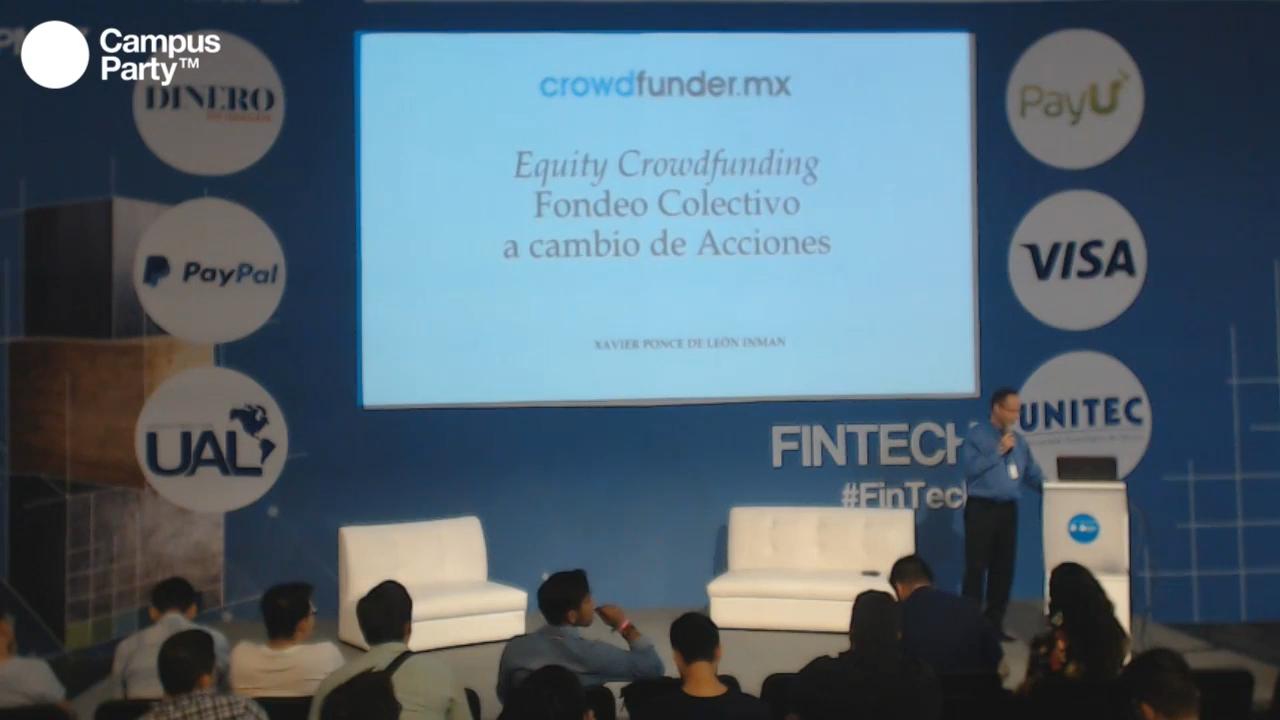 Campus
Party™
DINERO
PayPal
UAL
crowdfunder.mx
Equity Crowdfunding
Fondeo Colectivo
a cambio de Acciones
XAVIER PONCE DE LEÓN INMAN
PayU
VISA
UNITEC
FINTECH
#FinTech